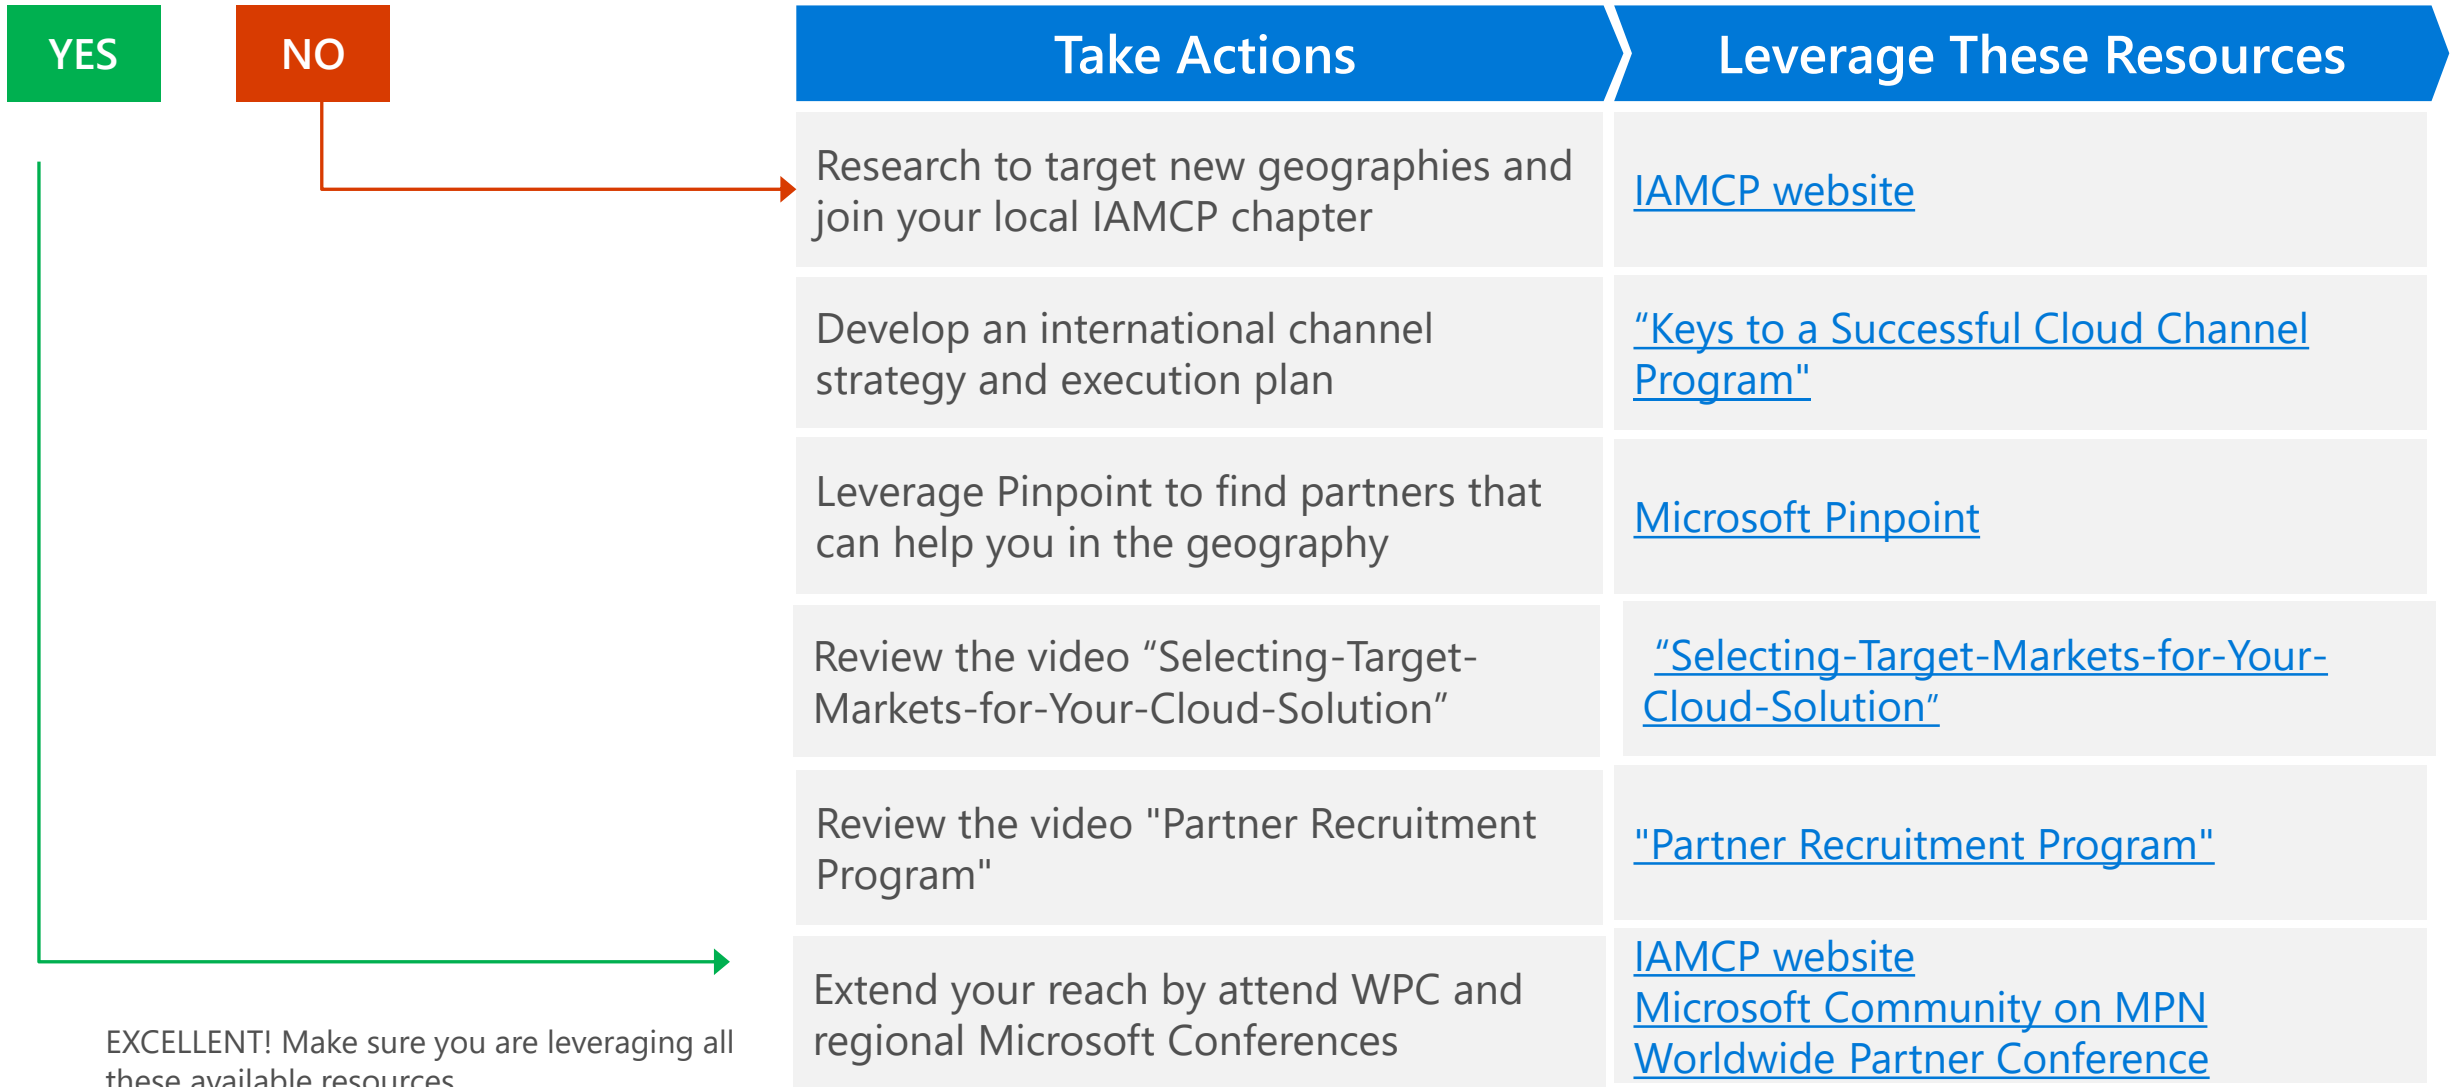 YES
NO
Take Actions
Leverage These Resources
Research to target new geographies and
join your local IAMCP chapter
IAMCP website
Develop an international channel
strategy and execution plan
“Keys to a Successful Cloud Channel
Program"
Leverage Pinpoint to find partners that
can help you in the geography
Microsoft Pinpoint
Review the video “Selecting-Target-
Markets-for-Your-Cloud-Solution”
“Selecting-Target-Markets-for-Your-
Cloud-Solution”
Review the video "Partner Recruitment
Program"
"Partner Recruitment Program"
Extend your reach by attend WPC and
regional Microsoft Conferences
IAMCP website
Microsoft Community on MPN
Worldwide Partner Conference
EXCELLENT! Make sure you are leveraging all
these available resources